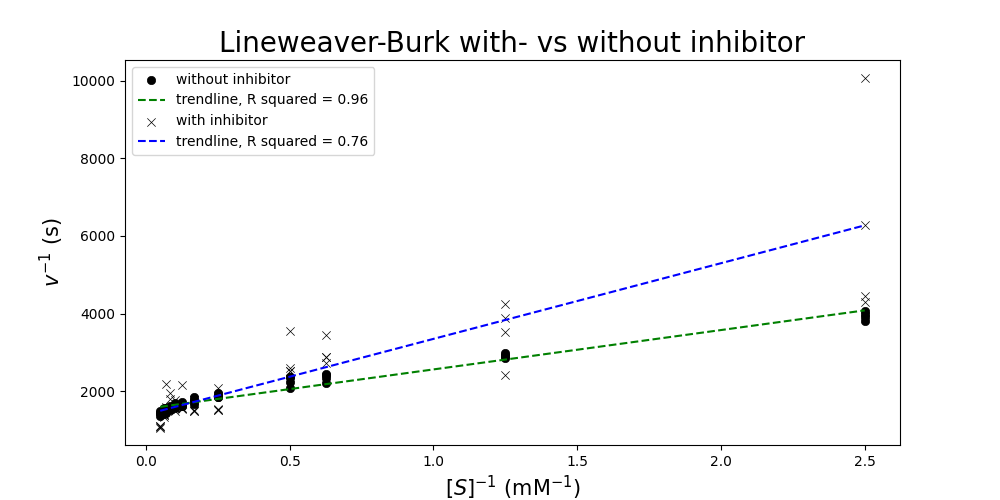 Lineweaver-Burk with- vs without inhibitor
without inhibitor
trendline, R squared = 0.96
with inhibitor
trendline, R squared = 0.76
10000
8000
6000
4000
2000
v⁻¹ (s)
0.0 0.5 1.0 1.5 2.0 2.5
[S]⁻¹ (mM⁻¹)